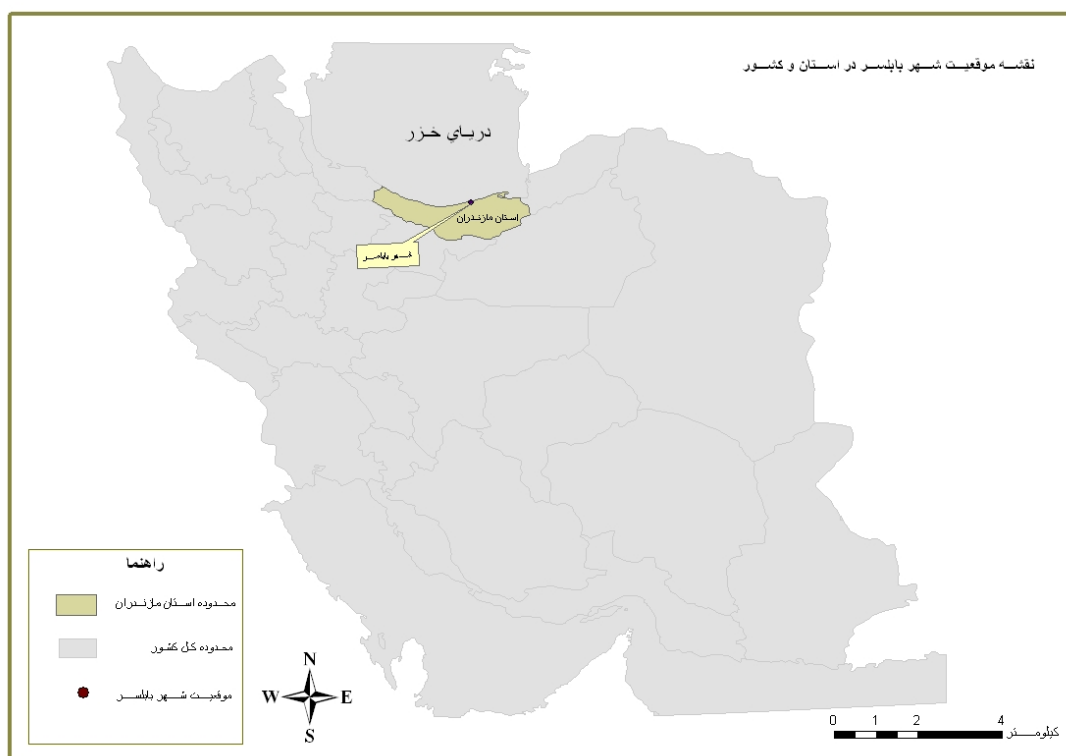 نقشه موقعیت شهر بابلسر در استان و کشور
دریاي خزر
استان مازندران
شهر بابلسر
راهنما
محدوده استان مازندران
محدوده کل کشور
موقعیت شهر بابلسر
N
W E
S
0 1 2 4
کیلومتر